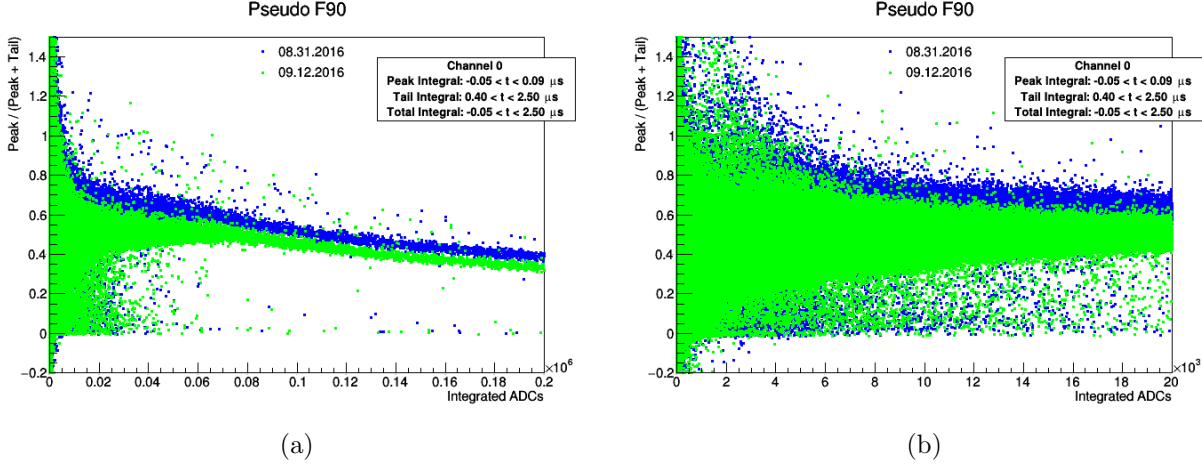 Pseudo F90
Peak / (Peak + Tail)
1.4
1.2
1
0.8
0.6
0.4
0.2
0
−0.2
08.31.2016
09.12.2016
Channel 0
Peak Integral: -0.05 < t < 0.09 μs
Tail Integral: 0.40 < t < 2.50 μs
Total Integral: -0.05 < t < 2.50 μs
0 0.02 0.04 0.06 0.08 0.1 0.12 0.14 0.16 0.18 0.2
×10⁶
Integrated ADCs
(a)
Pseudo F90
Peak / (Peak + Tail)
1.4
1.2
1
0.8
0.6
0.4
0.2
0
−0.2
08.31.2016
09.12.2016
Channel 0
Peak Integral: -0.05 < t < 0.09 μs
Tail Integral: 0.40 < t < 2.50 μs
Total Integral: -0.05 < t < 2.50 μs
0 2 4 6 8 10 12 14 16 18 20
×10³
Integrated ADCs
(b)